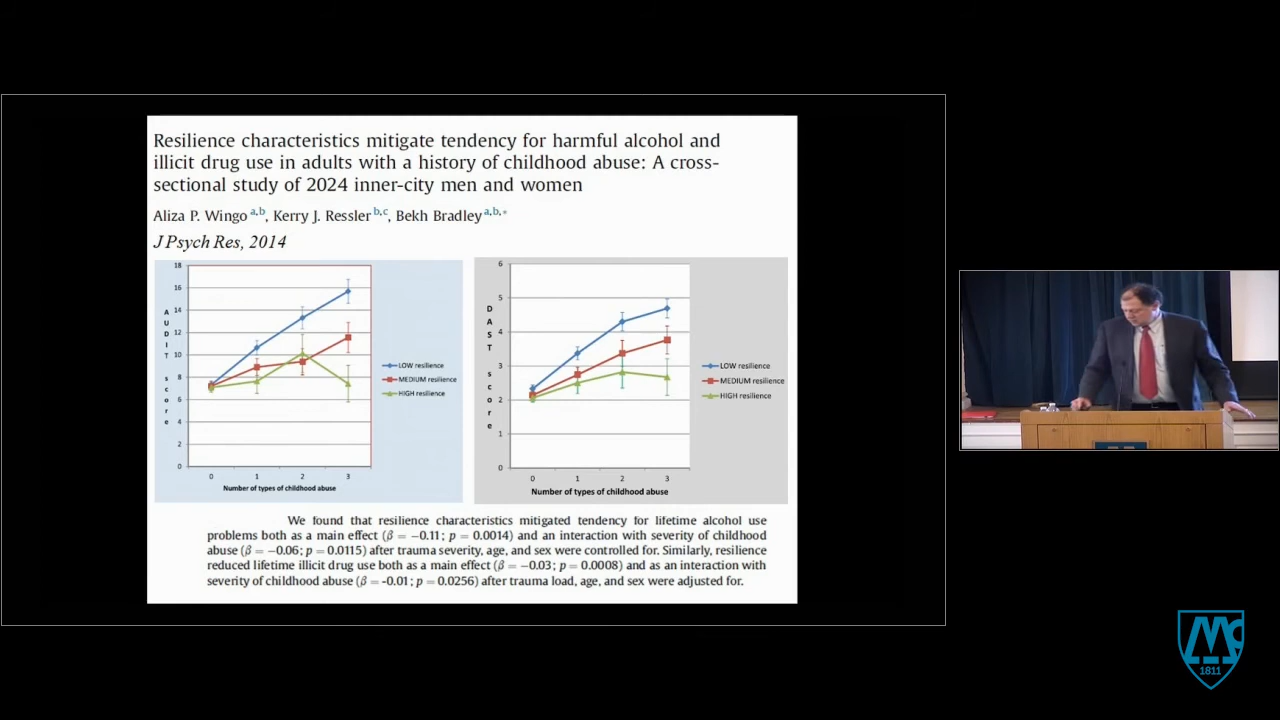 Resilience characteristics mitigate tendency for harmful alcohol and
illicit drug use in adults with a history of childhood abuse: A cross-
sectional study of 2024 inner-city men and women
Aliza P. Wingo a,b, Kerry J. Ressler b,c, Bekh Bradley a,b,*
J Psych Res, 2014
18
16
14
12
10
8
6
4
2
0
AUDIT score
0 1 2 3
Number of types of childhood abuse
LOW resilience
MEDIUM resilience
HIGH resilience
6
5
4
3
2
1
0
DAST score
0 1 2 3
Number of types of childhood abuse
LOW resilience
MEDIUM resilience
HIGH resilience
We found that resilience characteristics mitigated tendency for lifetime alcohol use
problems both as a main effect (β = −0.11; p = 0.0014) and an interaction with severity of childhood
abuse (β = −0.06; p = 0.0115) after trauma severity, age, and sex were controlled for. Similarly, resilience
reduced lifetime illicit drug use both as a main effect (β = −0.03; p = 0.0008) and as an interaction with
severity of childhood abuse (β = -0.01; p = 0.0256) after trauma load, age, and sex were adjusted for.
Mc
1811